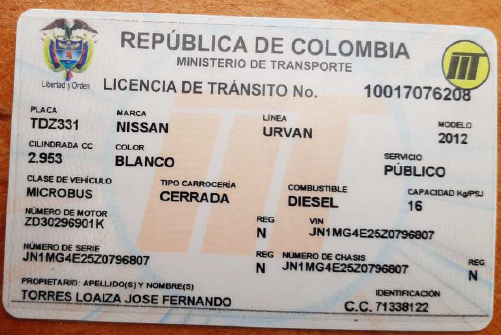 REPÚBLICA DE COLOMBIA
MINISTERIO DE TRANSPORTE
Libertad y Orden
LICENCIA DE TRÁNSITO No. 10017076208
PLACA MARCA LÍNEA MODELO
TDZ331 NISSAN URVAN 2012
CILINDRADA CC COLOR SERVICIO
2.953 BLANCO PÚBLICO
CLASE DE VEHÍCULO TIPO CARROCERÍA COMBUSTIBLE CAPACIDAD Kg/PSJ
MICROBUS CERRADA DIESEL 16
NÚMERO DE MOTOR REG VIN
ZD30296901K N JN1MG4E25Z0796807
NÚMERO DE SERIE REG NÚMERO DE CHASIS REG
JN1MG4E25Z0796807 N JN1MG4E25Z0796807 N
PROPIETARIO: APELLIDO(S) Y NOMBRE(S) IDENTIFICACIÓN
TORRES LOAIZA JOSE FERNANDO C.C. 71338122